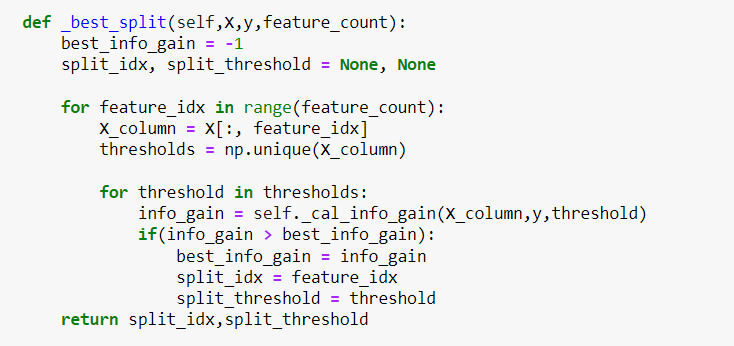 def _best_split(self,X,y,feature_count):
    best_info_gain = -1
    split_idx, split_threshold = None, None

    for feature_idx in range(feature_count):
        X_column = X[:, feature_idx]
        thresholds = np.unique(X_column)

        for threshold in thresholds:
            info_gain = self._cal_info_gain(X_column,y,threshold)
            if(info_gain > best_info_gain):
                best_info_gain = info_gain
                split_idx = feature_idx
                split_threshold = threshold
    return split_idx,split_threshold